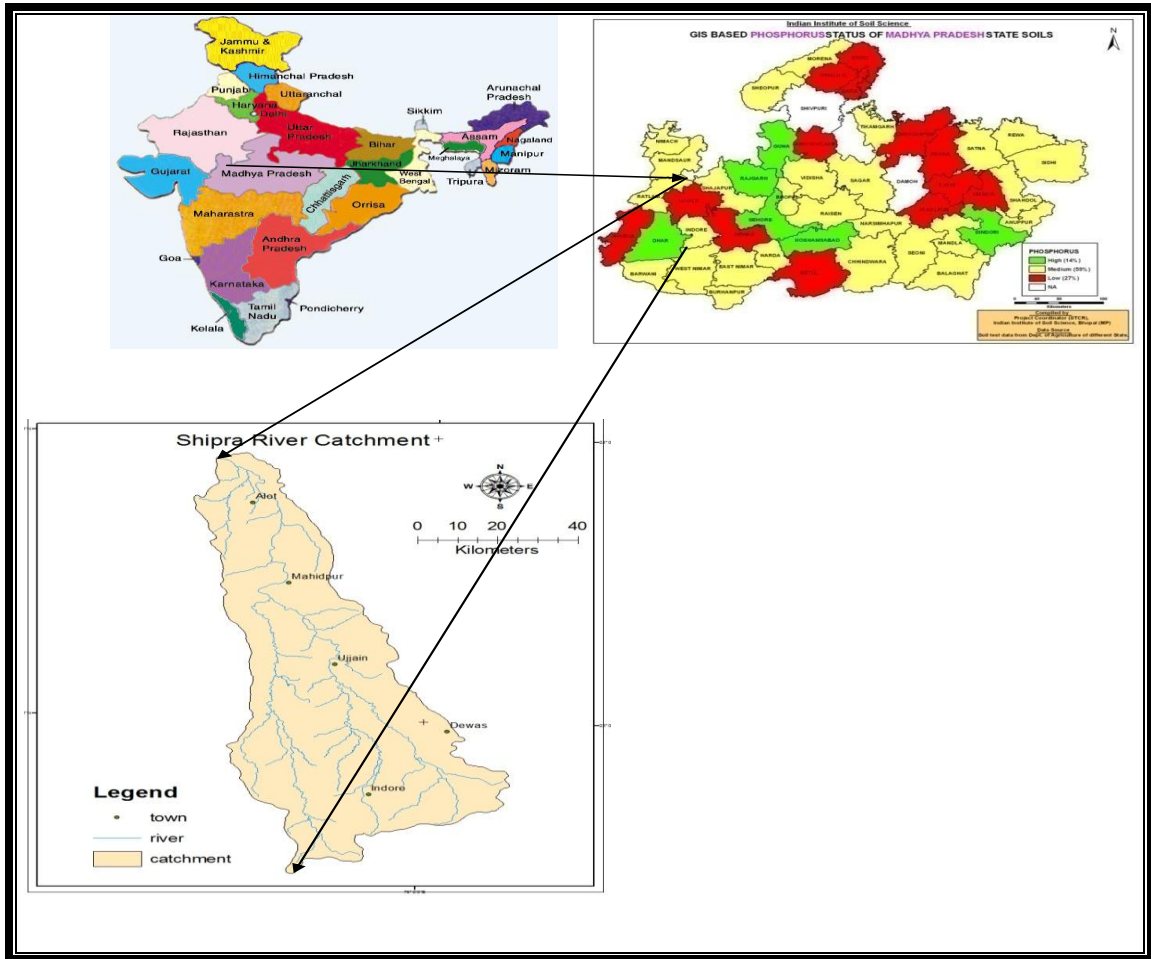 Jammu &
Kashmir
Himanchal Pradesh
Punjab
Uttaranchal
Haryana
Delhi
Arunachal
Pradesh
Sikkim
Rajasthan
Uttar
Pradesh
Bihar
Assam
Nagaland
Meghalaya
Manipur
Gujarat
Madhya Pradesh
Jharkhand
West
Bengal
Tripura
Mizoram
Chhattisgarh
Maharastra
Orrisa
Andhra
Pradesh
Goa
Karnataka
Tamil
Nadu
Pondicherry
Kelala
Indian Institute of Soil Science
GIS BASED PHOSPHORUS STATUS OF MADHYA PRADESH STATE SOILS
N
MORENA
SHEOPUR
SHIVPURI
TIKAMGARH
NIMACH
MANDSAUR
GUNA
REWA
SATNA
SIDHI
RAJGARH
VIDISHA
SAGAR
DAMOH
SHAJAPUR
RATLAM
SHAHDOL
ANUPPUR
RAISEN
SEHORE
NARSIMHAPUR
DINDORI
INDORE
DHAR
HOSHANGABAD
MANDLA
HARDA
SEONI
CHHINDWARA
BALAGHAT
BARWANI
WEST NIMAR
EAST NIMAR
BURHANPUR
PHOSPHORUS
High (14%)
Medium (59%)
Low (27%)
NA
Kilometers
Compiled by
Project Coordinator (STCR),
Indian Institute of Soil Science, Bhopal (MP)
Data Source
Soil test data from Dept. of Agriculture of different State
Shipra River Catchment
N
W E
S
0 10 20 40
Kilometers
Alot
Mahidpur
Ujjain
Dewas
Indore
Legend
town
river
catchment